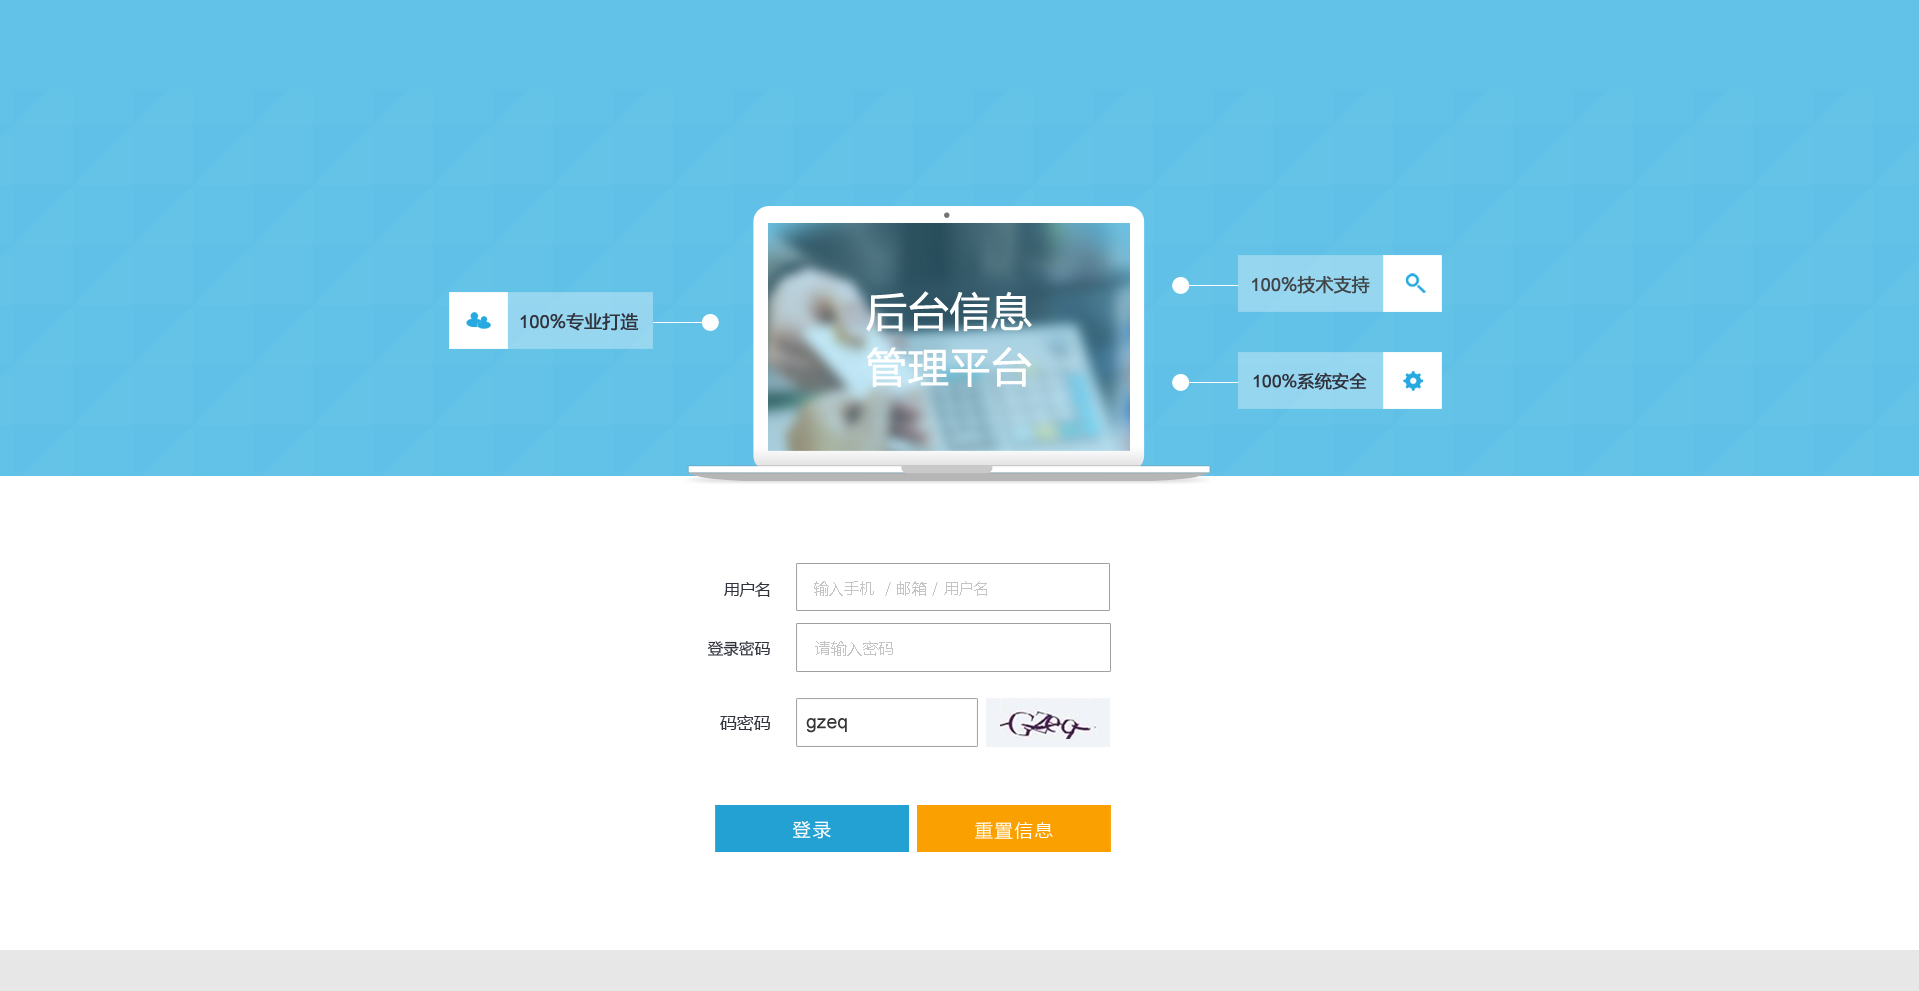 后台信息
管理平台
100%专业打造
100%技术支持
100%系统安全
用户名
输入手机 / 邮箱 / 用户名
登录密码
请输入密码
码密码
gzeq
Gzeq
登录
重置信息